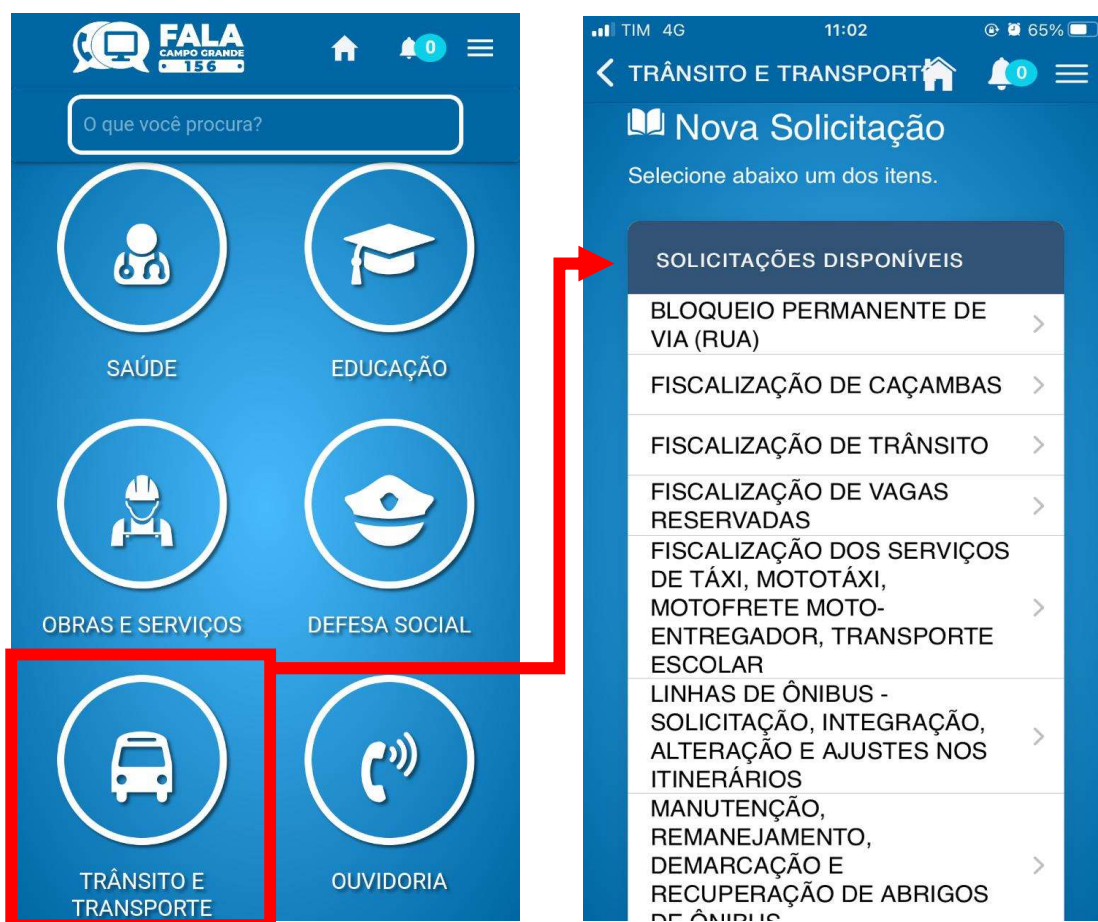 FALA
CAMPO GRANDE
• 156 •
0
O que você procura?
SAÚDE
EDUCAÇÃO
OBRAS E SERVIÇOS
DEFESA SOCIAL
TRÂNSITO E
TRANSPORTE
OUVIDORIA
TIM 4G
11:02
65%
TRÂNSITO E TRANSPORT
0
Nova Solicitação
Selecione abaixo um dos itens.
SOLICITAÇÕES DISPONÍVEIS
BLOQUEIO PERMANENTE DE
VIA (RUA)
FISCALIZAÇÃO DE CAÇAMBAS
FISCALIZAÇÃO DE TRÂNSITO
FISCALIZAÇÃO DE VAGAS
RESERVADAS
FISCALIZAÇÃO DOS SERVIÇOS
DE TÁXI, MOTOTÁXI,
MOTOFRETE MOTO-
ENTREGADOR, TRANSPORTE
ESCOLAR
LINHAS DE ÔNIBUS -
SOLICITAÇÃO, INTEGRAÇÃO,
ALTERAÇÃO E AJUSTES NOS
ITINERÁRIOS
MANUTENÇÃO,
REMANEJAMENTO,
DEMARCAÇÃO E
RECUPERAÇÃO DE ABRIGOS
DE ÔNIBUS